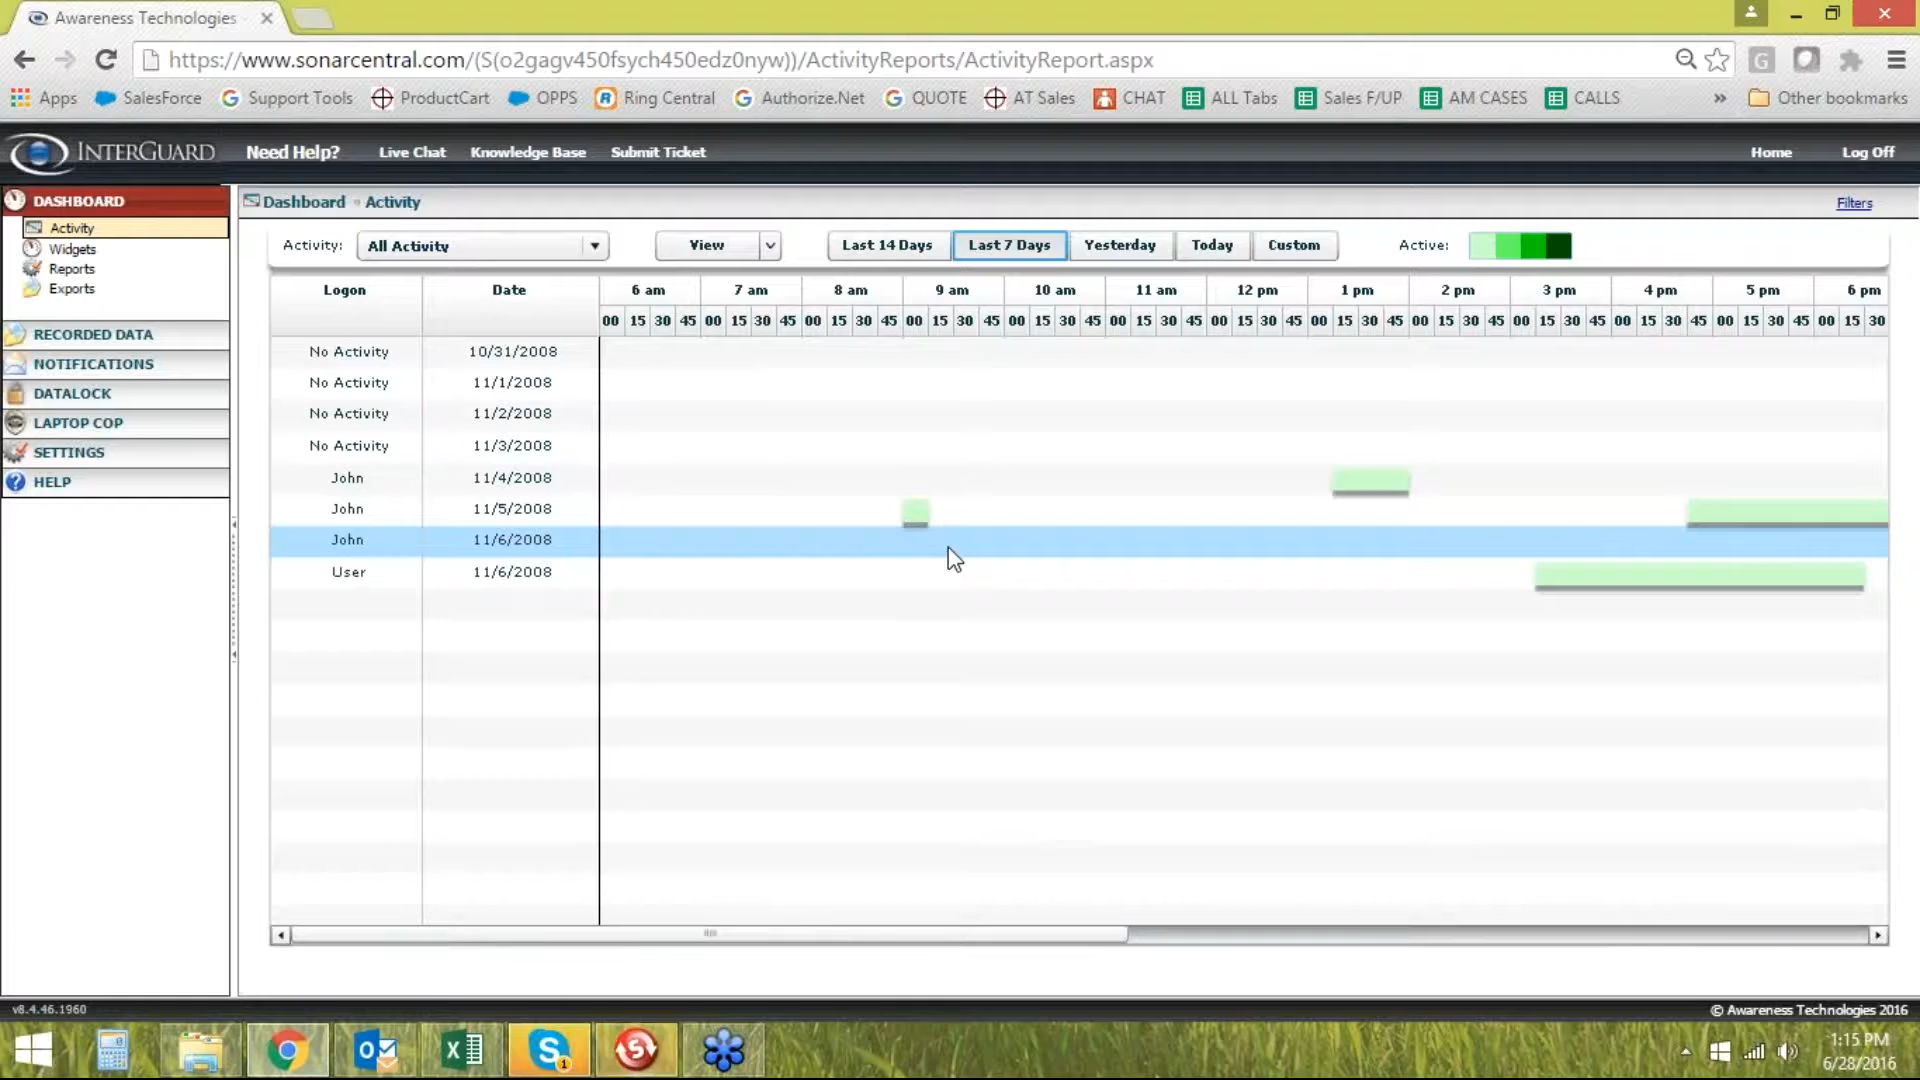 Awareness Technologies
https://www.sonarcentral.com/(S(o2gagv450fsych450edz0nyw))/ActivityReports/ActivityReport.aspx
Apps SalesForce Support Tools ProductCart OPPS Ring Central Authorize.Net QUOTE AT Sales CHAT ALL Tabs Sales F/UP AM CASES CALLS » Other bookmarks
INTERGUARD Need Help? Live Chat Knowledge Base Submit Ticket Home Log Off
DASHBOARD
Activity
Widgets
Reports
Exports
RECORDED DATA
NOTIFICATIONS
DATALOCK
LAPTOP COP
SETTINGS
HELP
Dashboard Activity Filters
Activity: All Activity View Last 14 Days Last 7 Days Yesterday Today Custom Active:
Logon Date 6 am 7 am 8 am 9 am 10 am 11 am 12 pm 1 pm 2 pm 3 pm 4 pm 5 pm 6 pm
00 15 30 45 00 15 30 45 00 15 30 45 00 15 30 45 00 15 30 45 00 15 30 45 00 15 30 45 00 15 30 45 00 15 30 45 00 15 30 45 00 15 30 45 00 15 30 45 00 15 30
No Activity 10/31/2008
No Activity 11/1/2008
No Activity 11/2/2008
No Activity 11/3/2008
John 11/4/2008
John 11/5/2008
John 11/6/2008
User 11/6/2008
v8.4.46.1960 © Awareness Technologies 2016
1:15 PM
6/28/2016